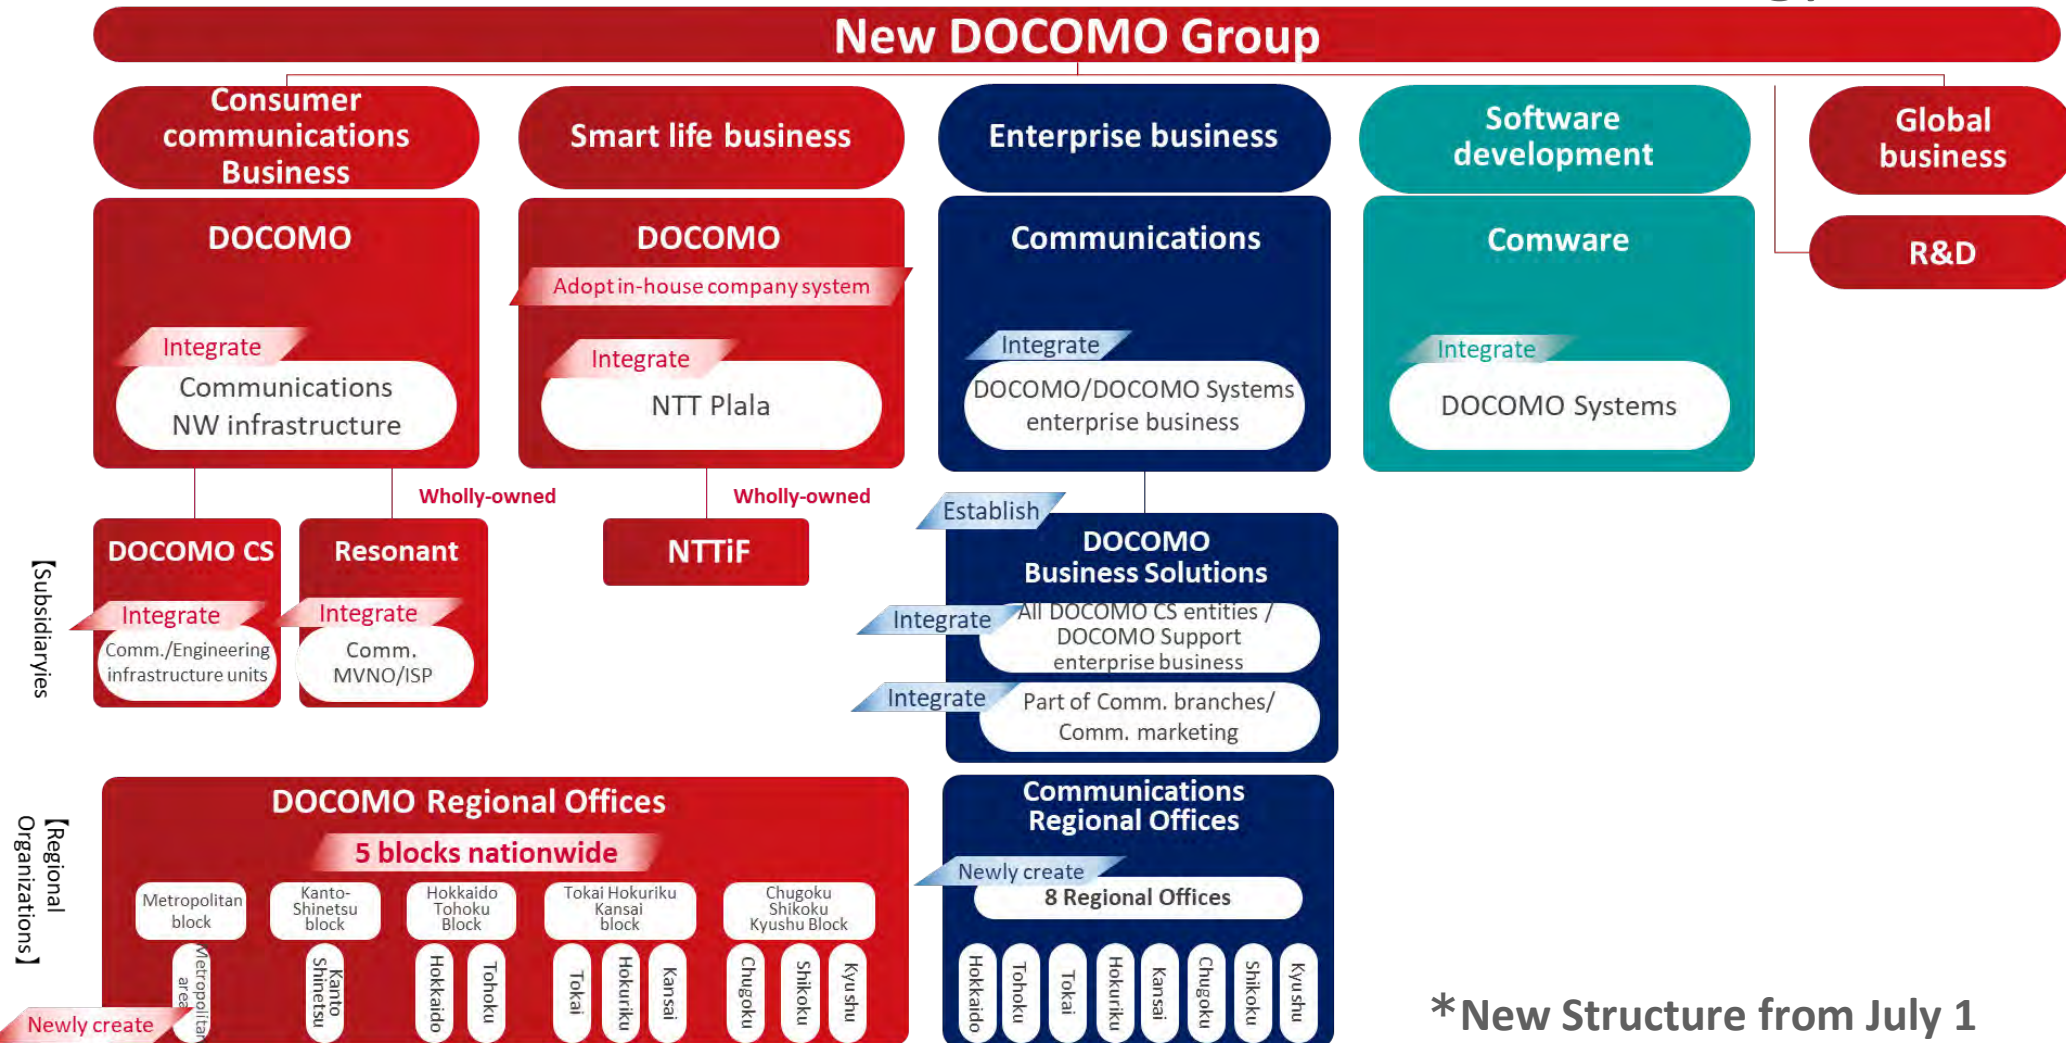 New DOCOMO Group
Consumer
communications
Business
Smart life business
Enterprise business
Software
development
Global
business
R&D
DOCOMO
Integrate
Communications
NW infrastructure
DOCOMO
Adopt in-house company system
Integrate
NTT Plala
Communications
Integrate
DOCOMO/DOCOMO Systems
enterprise business
Comware
Integrate
DOCOMO Systems
Wholly-owned
Wholly-owned
【Subsidiaryies
DOCOMO CS
Integrate
Comm./Engineering
infrastructure units
Resonant
Integrate
Comm.
MVNO/ISP
NTTiF
Establish
DOCOMO
Business Solutions
Integrate
All DOCOMO CS entities /
DOCOMO Support
enterprise business
Integrate
Part of Comm. branches/
Comm. marketing
【Regional
Organizations】
DOCOMO Regional Offices
5 blocks nationwide
Metropolitan
block
Kanto-
Shinetsu
block
Hokkaido
Tohoku
Block
Tokai Hokuriku
Kansai
block
Chugoku
Shikoku
Kyushu Block
Metropolitan
area
Kanto
Shinetsu
Hokkaido
Tohoku
Tokai
Hokuriku
Kansai
Chugoku
Shikoku
Kyushu
Newly create
Communications
Regional Offices
Newly create
8 Regional Offices
Hokkaido
Tohoku
Tokai
Hokuriku
Kansai
Chugoku
Shikoku
Kyushu
*New Structure from July 1